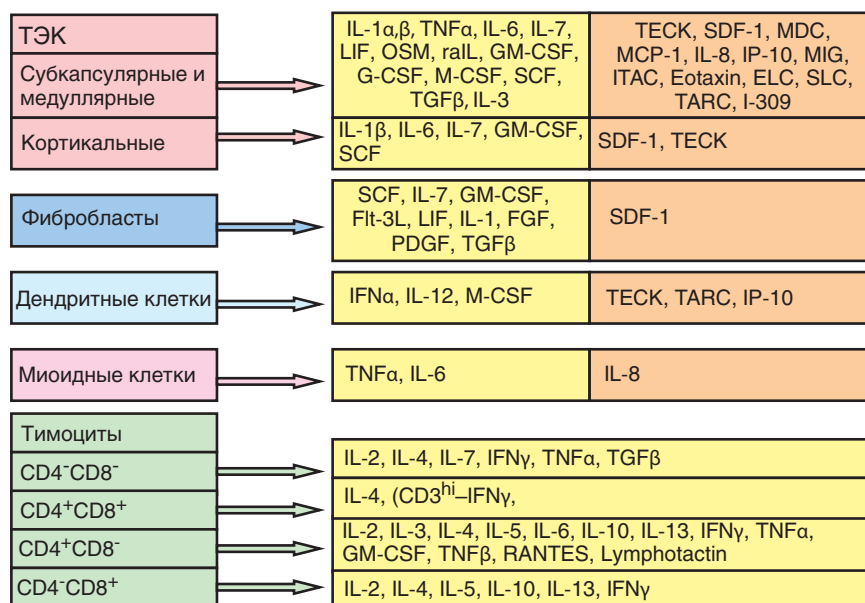 ТЭК
Субкапсулярные и
медуллярные
IL-1α,β, TNFα, IL-6, IL-7,
LIF, OSM, raIL, GM-CSF,
G-CSF, M-CSF, SCF,
TGFβ, IL-3
TECK, SDF-1, MDC,
MCP-1, IL-8, IP-10, MIG,
ITAC, Eotaxin, ELC, SLC,
TARC, I-309
Кортикальные
IL-1β, IL-6, IL-7, GM-CSF,
SCF
SDF-1, TECK
Фибробласты
SCF, IL-7, GM-CSF,
Flt-3L, LIF, IL-1, FGF,
PDGF, TGFβ
SDF-1
Дендритные клетки
IFNα, IL-12, M-CSF
TECK, TARC, IP-10
Миоидные клетки
TNFα, IL-6
IL-8
Тимоциты
CD4⁻CD8⁻
IL-2, IL-4, IL-7, IFNγ, TNFα, TGFβ
CD4⁺CD8⁺
IL-4, (CD3ʰⁱ–IFNγ,
CD4⁺CD8⁻
IL-2, IL-3, IL-4, IL-5, IL-6, IL-10, IL-13, IFNγ, TNFα,
GM-CSF, TNFβ, RANTES, Lymphotactin
CD4⁻CD8⁺
IL-2, IL-4, IL-5, IL-10, IL-13, IFNγ